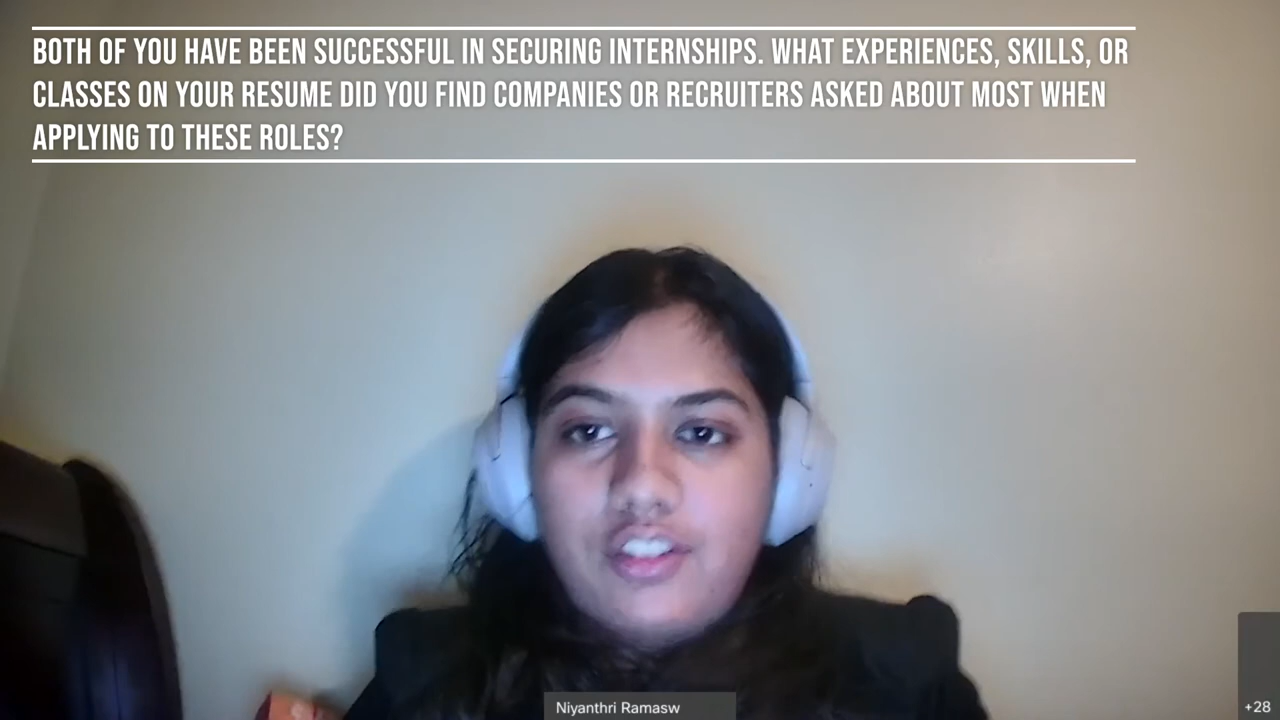 BOTH OF YOU HAVE BEEN SUCCESSFUL IN SECURING INTERNSHIPS. WHAT EXPERIENCES, SKILLS, OR
CLASSES ON YOUR RESUME DID YOU FIND COMPANIES OR RECRUITERS ASKED ABOUT MOST WHEN
APPLYING TO THESE ROLES?
Niyanthri Ramasw
+28